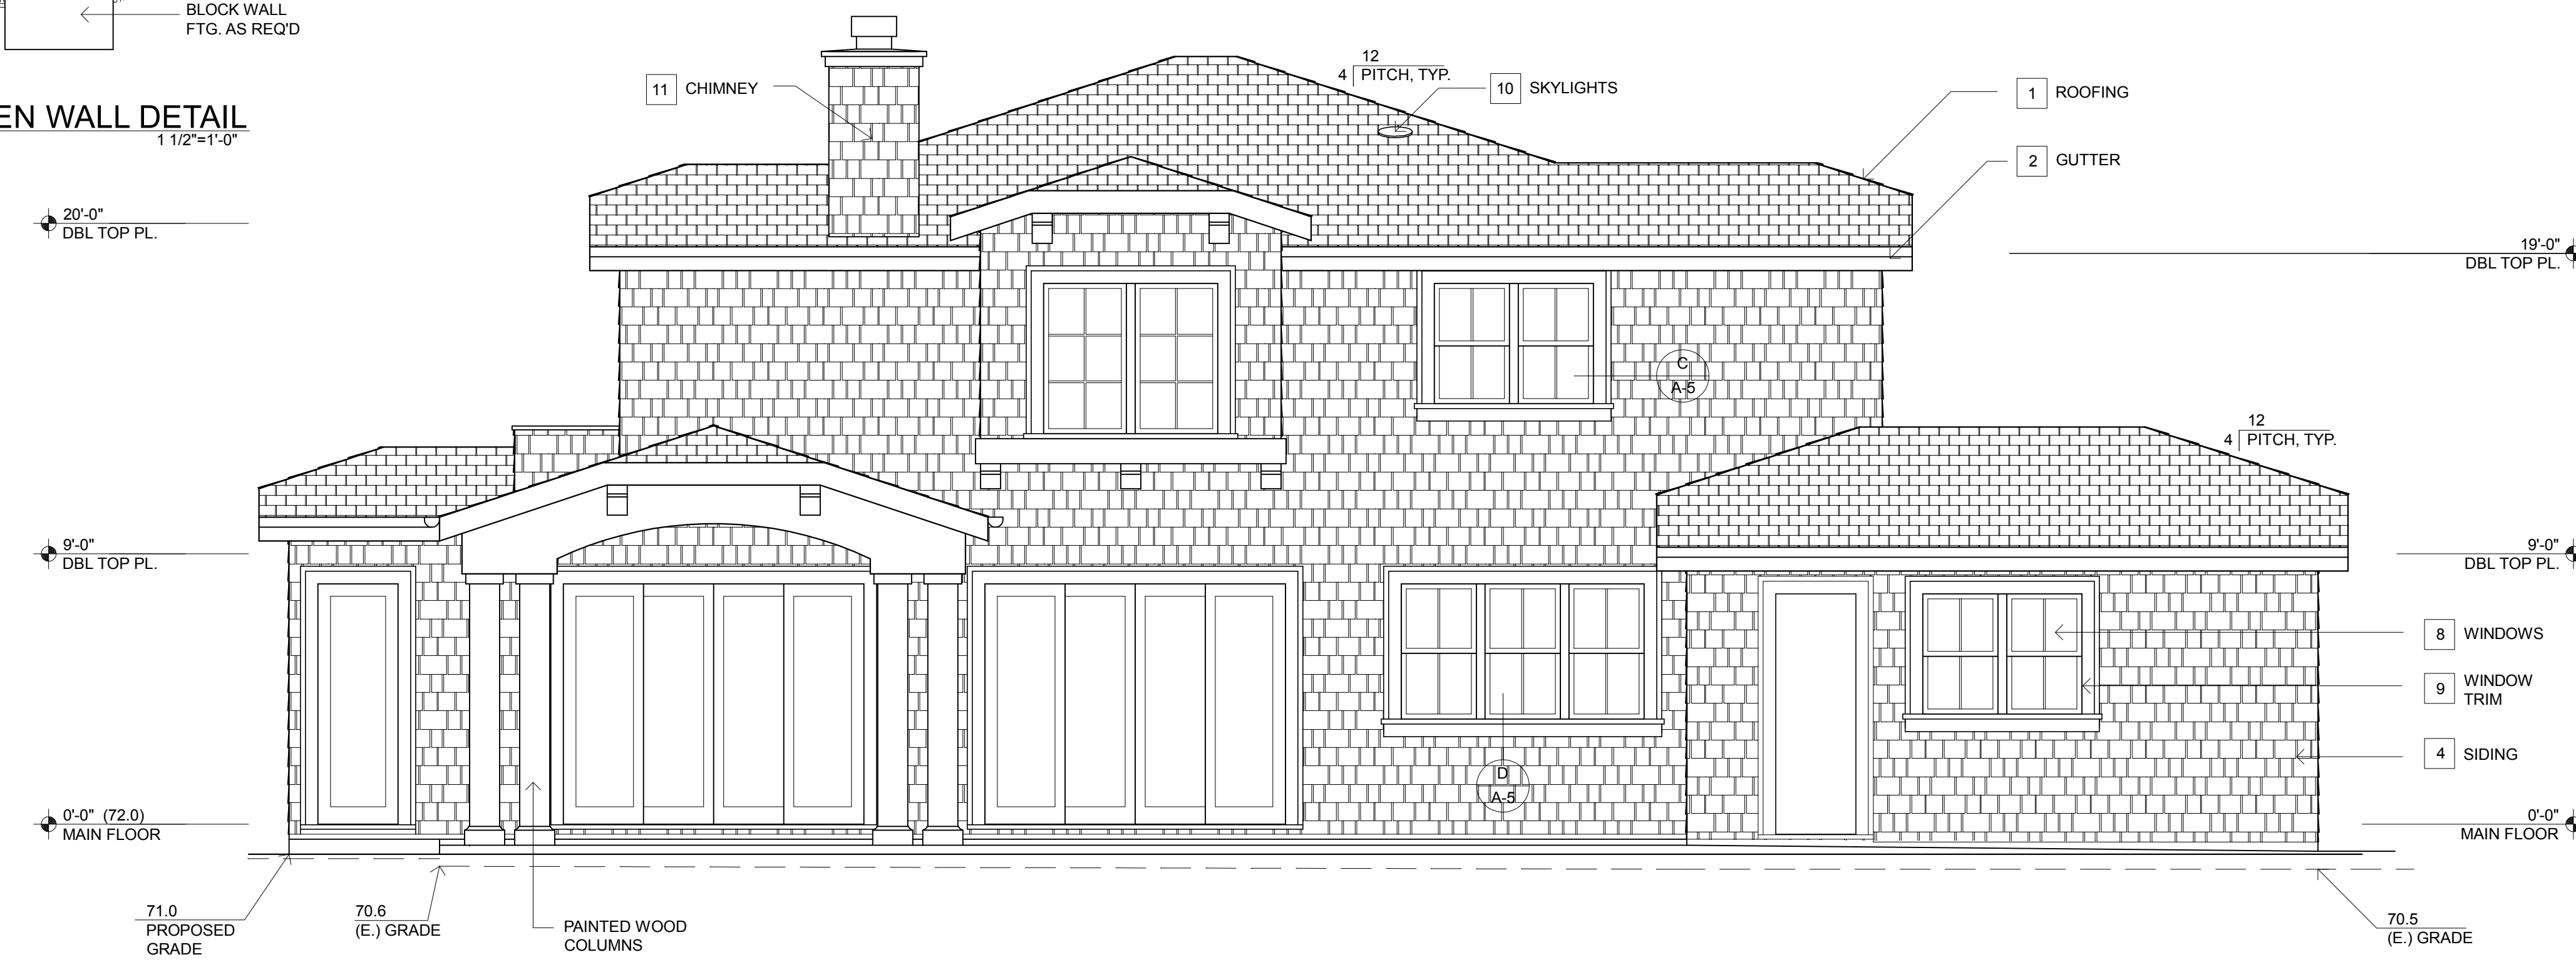 BLOCK WALL
FTG. AS REQ'D
EN WALL DETAIL
1 1/2"=1'-0"
11 CHIMNEY
12
4 PITCH, TYP.
10 SKYLIGHTS
1 ROOFING
2 GUTTER
20'-0"
DBL TOP PL.
19'-0"
DBL TOP PL.
C
A-5
12
4 PITCH, TYP.
9'-0"
DBL TOP PL.
9'-0"
DBL TOP PL.
8 WINDOWS
9 WINDOW
TRIM
4 SIDING
D
A-5
0'-0" (72.0)
MAIN FLOOR
0'-0"
MAIN FLOOR
71.0
PROPOSED
GRADE
70.6
(E.) GRADE
PAINTED WOOD
COLUMNS
70.5
(E.) GRADE